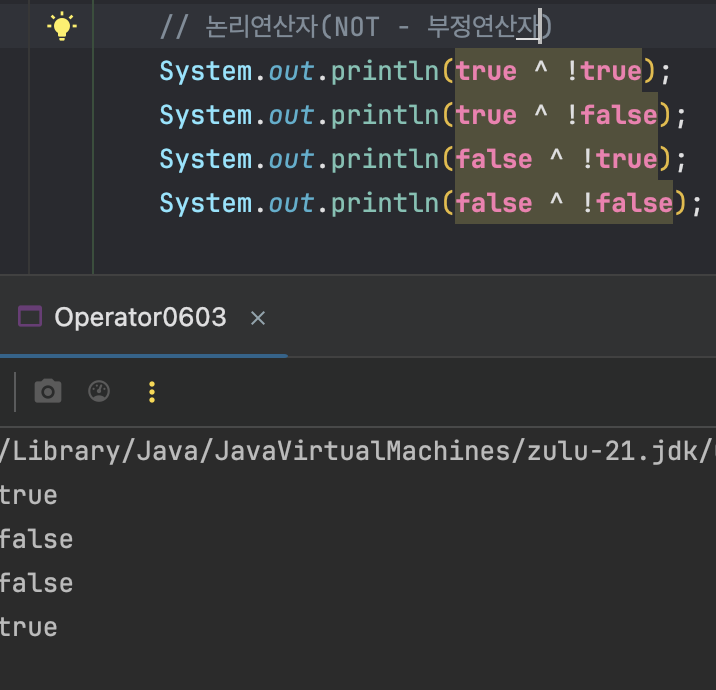 // 논리연산자(NOT - 부정연산자)
System.out.println(true ^ !true);
System.out.println(true ^ !false);
System.out.println(false ^ !true);
System.out.println(false ^ !false);
Operator0603 ×
/Library/Java/JavaVirtualMachines/zulu-21.jdk/
true
false
false
true